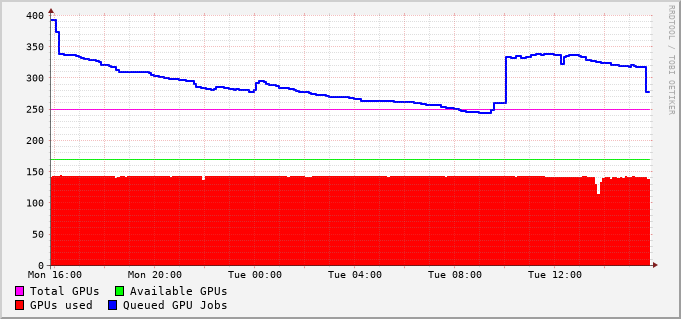 400
350
300
250
200
150
100
50
0
Mon 16:00 Mon 20:00 Tue 00:00 Tue 04:00 Tue 08:00 Tue 12:00
Total GPUs Available GPUs
GPUs used Queued GPU Jobs
RRDTOOL / TOBI OETIKER